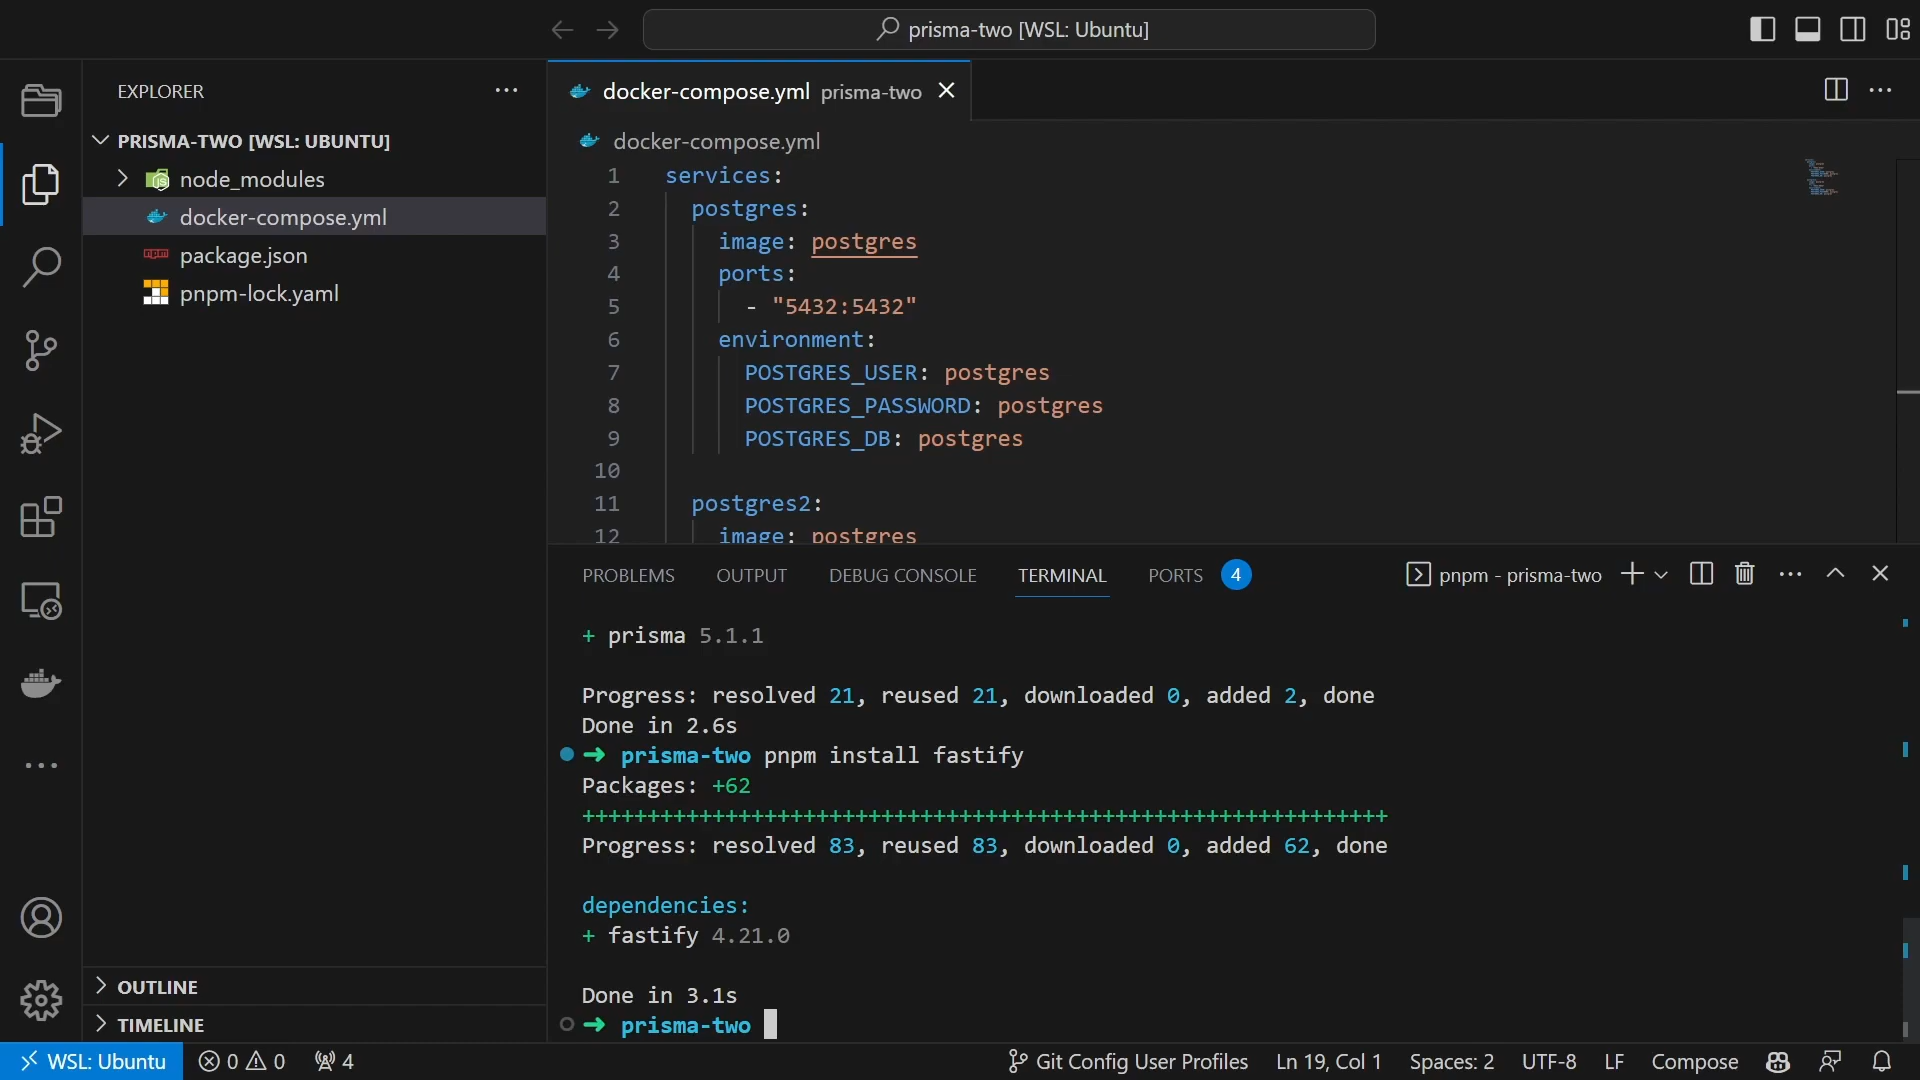 prisma-two [WSL: Ubuntu]
EXPLORER
PRISMA-TWO [WSL: UBUNTU]
node_modules
docker-compose.yml
package.json
pnpm-lock.yaml
OUTLINE
TIMELINE
docker-compose.yml prisma-two
docker-compose.yml
1 services:
2 postgres:
3 image: postgres
4 ports:
5 - "5432:5432"
6 environment:
7 POSTGRES_USER: postgres
8 POSTGRES_PASSWORD: postgres
9 POSTGRES_DB: postgres
10
11 postgres2:
12 image: postgres
PROBLEMS OUTPUT DEBUG CONSOLE TERMINAL PORTS 4 pnpm - prisma-two
+ prisma 5.1.1
Progress: resolved 21, reused 21, downloaded 0, added 2, done
Done in 2.6s
➜ prisma-two pnpm install fastify
Packages: +62
++++++++++++++++++++++++++++++++++++++++++++++++++++++++++++++
Progress: resolved 83, reused 83, downloaded 0, added 62, done
dependencies:
+ fastify 4.21.0
Done in 3.1s
➜ prisma-two
WSL: Ubuntu 0 0 4 Git Config User Profiles Ln 19, Col 1 Spaces: 2 UTF-8 LF Compose